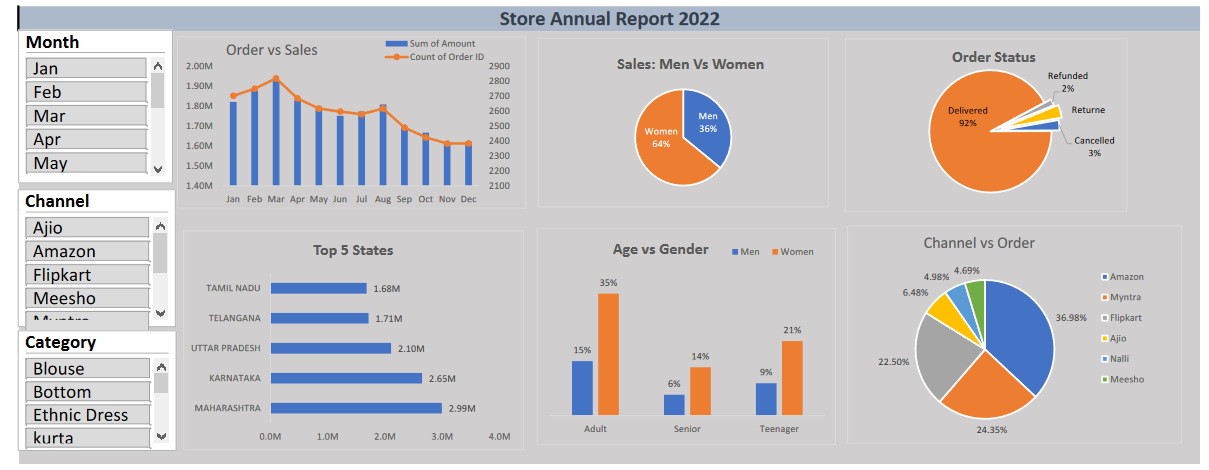 Store Annual Report 2022
Month
Jan
Feb
Mar
Apr
May
Channel
Ajio
Amazon
Flipkart
Meesho
Category
Blouse
Bottom
Ethnic Dress
kurta
Order vs Sales
Sum of Amount
Count of Order ID
2.00M
1.90M
1.80M
1.70M
1.60M
1.50M
1.40M
2900
2800
2700
2600
2500
2400
2300
2200
2100
Jan Feb Mar Apr May Jun Jul Aug Sep Oct Nov Dec
Sales: Men Vs Women
Men
36%
Women
64%
Order Status
Refunded
2%
Returne
Delivered
92%
Cancelled
3%
Top 5 States
TAMIL NADU 1.68M
TELANGANA 1.71M
UTTAR PRADESH 2.10M
KARNATAKA 2.65M
MAHARASHTRA 2.99M
0.0M 1.0M 2.0M 3.0M 4.0M
Age vs Gender
Men Women
35%
15%
14%
6%
21%
9%
Adult Senior Teenager
Channel vs Order
4.98% 4.69%
6.48%
36.98%
22.50%
24.35%
Amazon
Myntra
Flipkart
Ajio
Nalli
Meesho